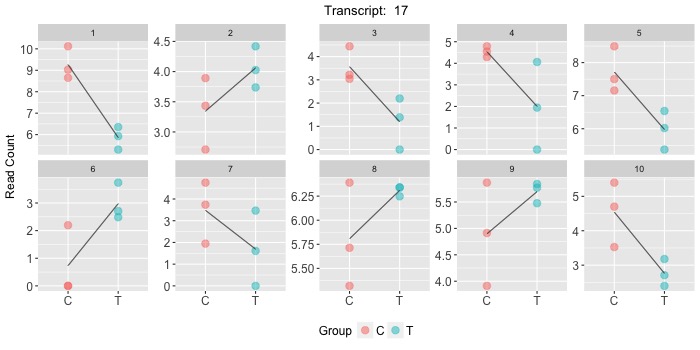 Transcript: 17
1 2 3 4 5
10 9 8 7 6
4.5 4.0 3.5 3.0
4 3 2 1 0
5 4 3 2 1 0
8 7 6
Read Count
6 7 8 9 10
3 2 1 0
4 3 2 1 0
6.25 6.00 5.75 5.50
5.5 5.0 4.5 4.0
5 4 3
C T C T C T C T C T
Group C T